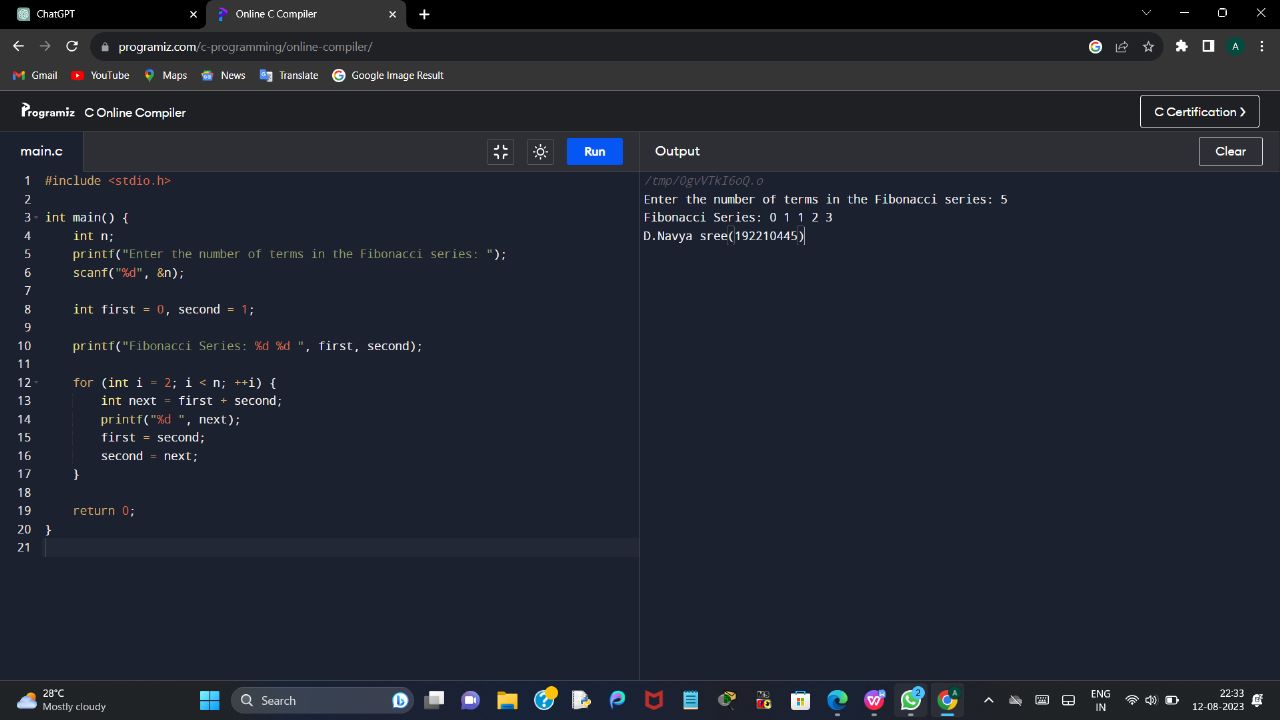 ChatGPT
Online C Compiler
programiz.com/c-programming/online-compiler/
A
Gmail YouTube Maps News Translate Google Image Result
Programiz C Online Compiler
C Certification
main.c
Run
Output
Clear
1 #include <stdio.h>
2
3 int main() {
4 int n;
5 printf("Enter the number of terms in the Fibonacci series: ");
6 scanf("%d", &n);
7
8 int first = 0, second = 1;
9
10 printf("Fibonacci Series: %d %d ", first, second);
11
12 for (int i = 2; i < n; ++i) {
13 int next = first + second;
14 printf("%d ", next);
15 first = second;
16 second = next;
17 }
18
19 return 0;
20 }
21
/tmp/0gvVTkI6oQ.o
Enter the number of terms in the Fibonacci series: 5
Fibonacci Series: 0 1 1 2 3
D.Navya sree(192210445)
28°C
Mostly cloudy
Search
2
ENG
IN
22:33
12-08-2023